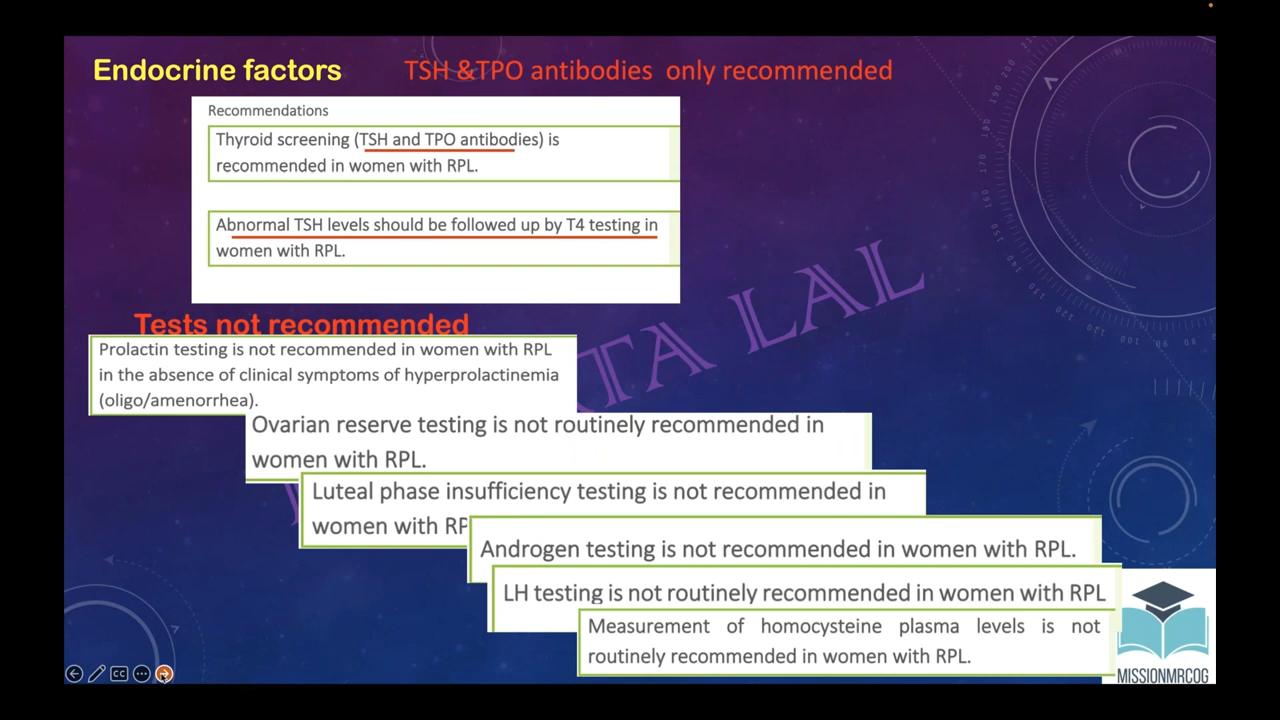 Endocrine factors
TSH &TPO antibodies only recommended
Recommendations
Thyroid screening (TSH and TPO antibodies) is
recommended in women with RPL.
Abnormal TSH levels should be followed up by T4 testing in
women with RPL.
Tests not recommended
Prolactin testing is not recommended in women with RPL
in the absence of clinical symptoms of hyperprolactinemia
(oligo/amenorrhea).
Ovarian reserve testing is not routinely recommended in
women with RPL.
Luteal phase insufficiency testing is not recommended in
women with RP
Androgen testing is not recommended in women with RPL.
LH testing is not routinely recommended in women with RPL
Measurement of homocysteine plasma levels is not
routinely recommended in women with RPL.
TA LAL
MISSIONMRCOG
CC